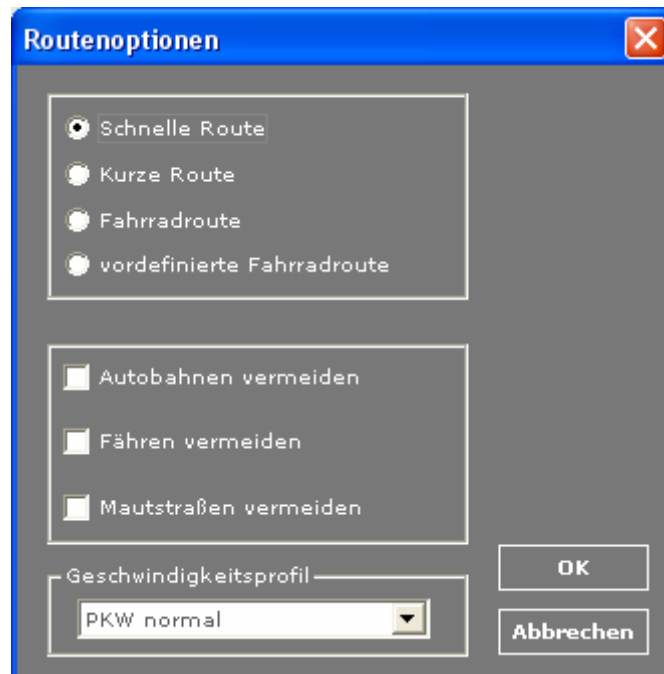 Routenoptionen
Schnelle Route
Kurze Route
Fahrradroute
vordefinierte Fahrradroute
Autobahnen vermeiden
Fähren vermeiden
Mautstraßen vermeiden
Geschwindigkeitsprofil
PKW normal
OK
Abbrechen